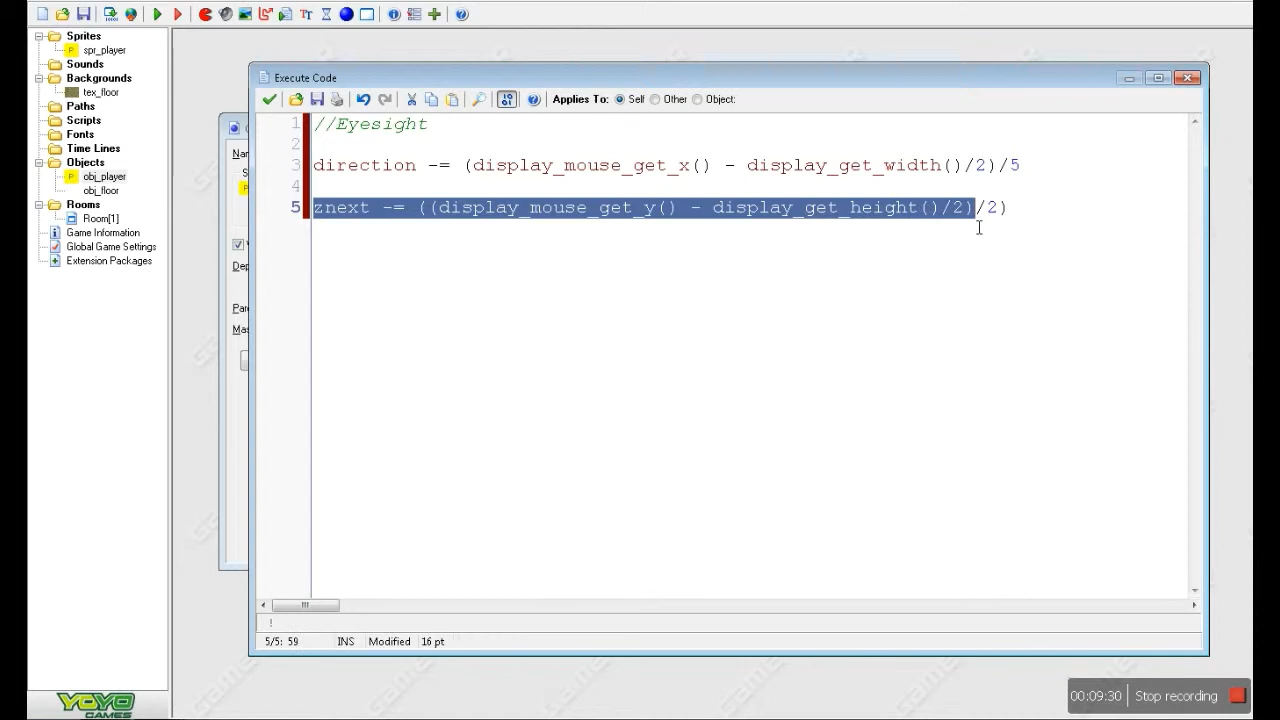 Sprites
spr_player
Sounds
Backgrounds
tex_floor
Paths
Scripts
Fonts
Time Lines
Objects
obj_player
obj_floor
Rooms
Room[1]
Game Information
Global Game Settings
Extension Packages
YOYO
GAMES
Execute Code
Applies To: Self Other Object
1 //Eyesight
2
3 direction -= (display_mouse_get_x() - display_get_width()/2)/5
4
5 znext -= ((display_mouse_get_y() - display_get_height()/2)/2)
!
5/5: 59 INS Modified 16 pt
00:09:30 Stop recording